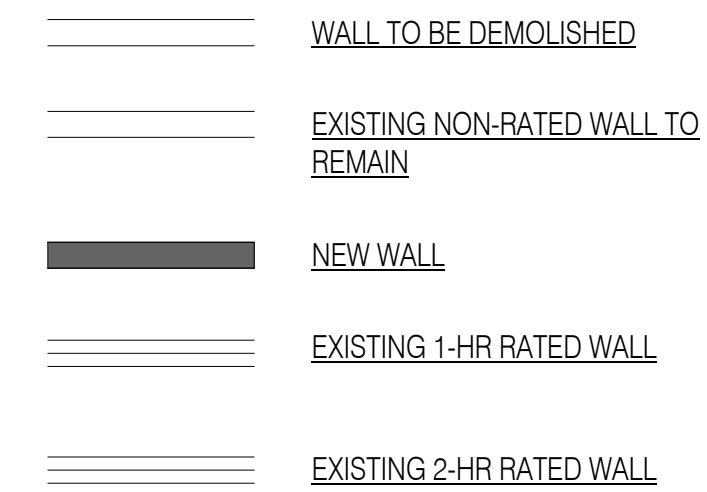 WALL TO BE DEMOLISHED
EXISTING NON-RATED WALL TO
REMAIN
NEW WALL
EXISTING 1-HR RATED WALL
EXISTING 2-HR RATED WALL